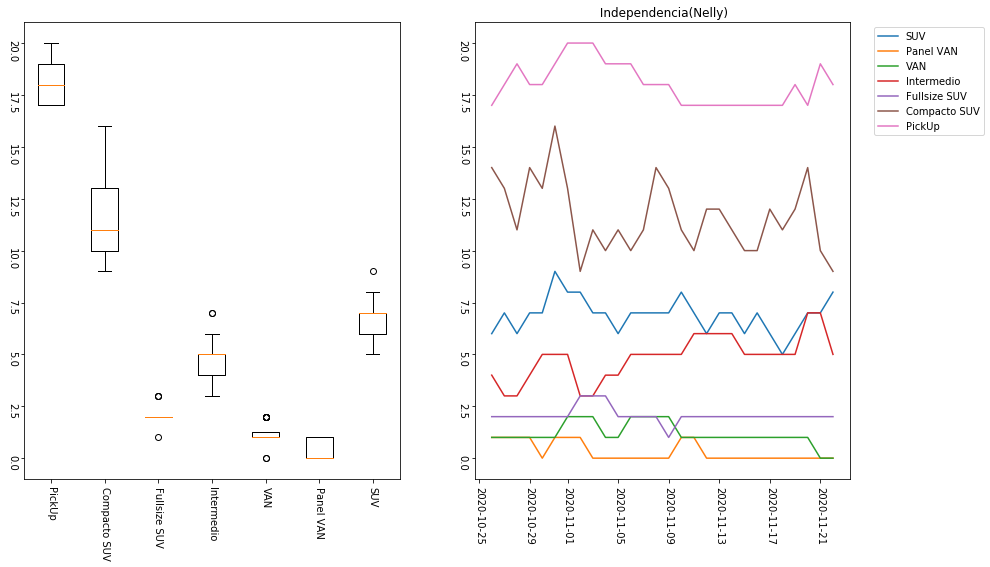 20.0
17.5
15.0
12.5
10.0
7.5
5.0
2.5
0.0
PickUp
Compacto SUV
Fullsize SUV
Intermedio
VAN
Panel VAN
SUV
Independencia(Nelly)
20.0
17.5
15.0
12.5
10.0
7.5
5.0
2.5
0.0
2020-10-25
2020-10-29
2020-11-01
2020-11-05
2020-11-09
2020-11-13
2020-11-17
2020-11-21
SUV
Panel VAN
VAN
Intermedio
Fullsize SUV
Compacto SUV
PickUp